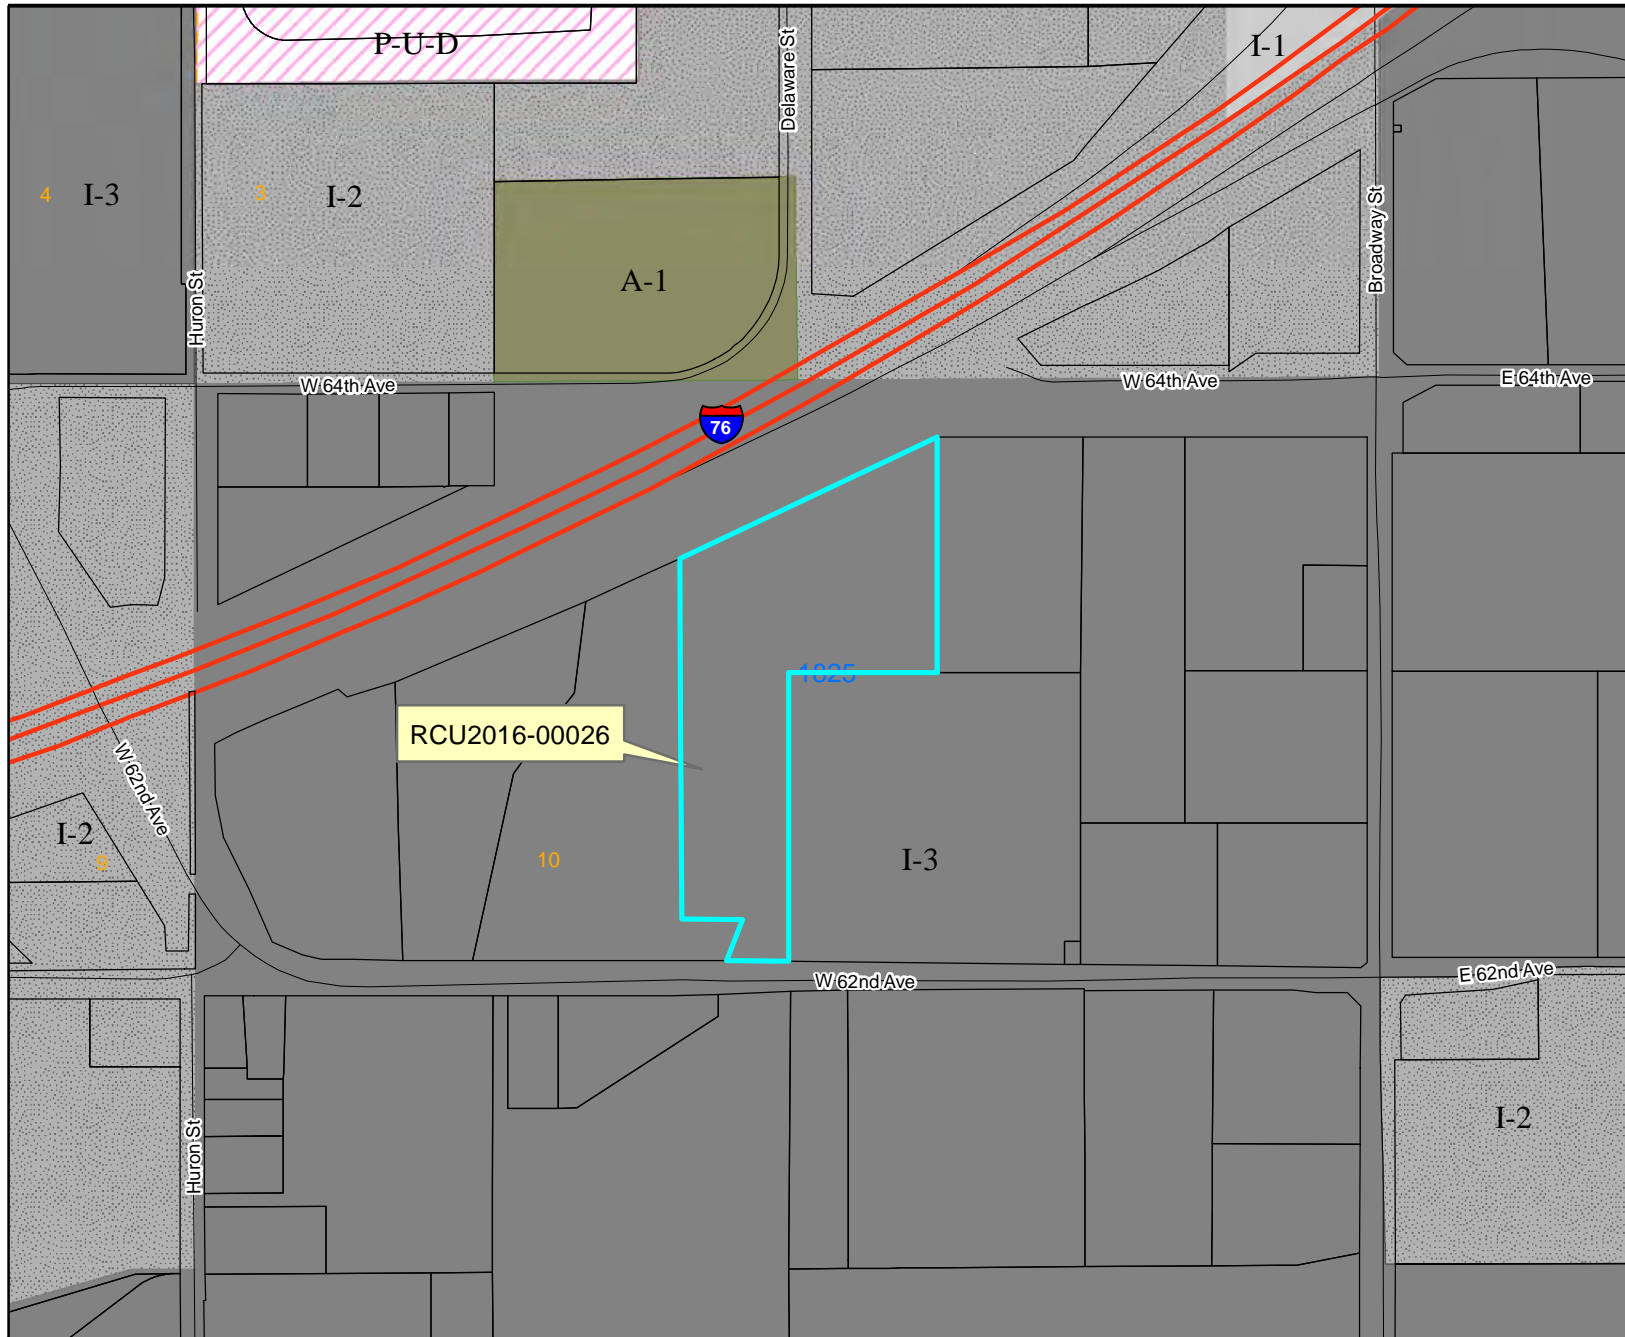 P-U-D
Delaware St
I-1
4
I-3
3
I-2
A-1
Broadway St
Huron St
W 64th Ave
W 64th Ave
E 64th Ave
76
1825
RCU2016-00026
W 62nd Ave
I-2
9
10
I-3
W 62nd Ave
E 62nd Ave
Huron St
I-2